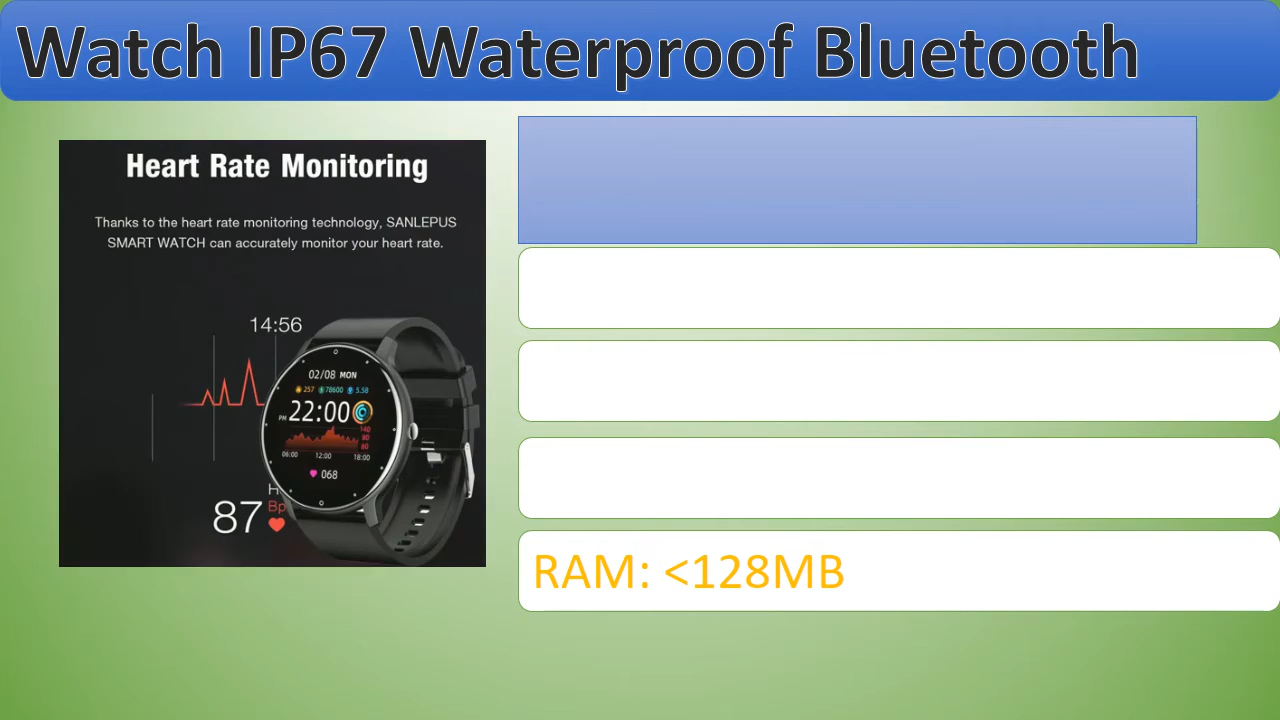 Watch IP67 Waterproof Bluetooth
Heart Rate Monitoring
Thanks to the heart rate monitoring technology, SANLEPUS
SMART WATCH can accurately monitor your heart rate.
14:56
02/08 MON
257 78600 5.58
PM 22:00
140
80
60
06:00 12:00 18:00
068
H
87 Bp
RAM: <128MB